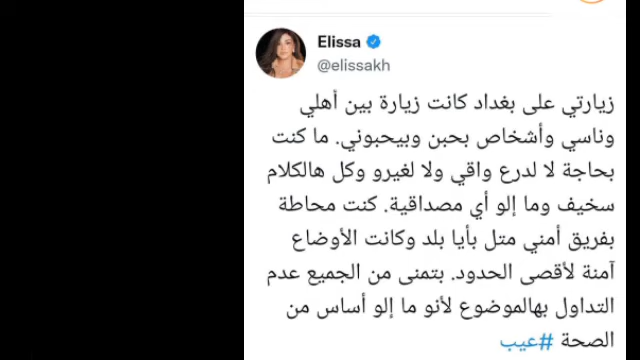 Elissa
@elissakh
زيارتي على بغداد كانت زيارة بين أهلي
وناسي وأشخاص بحبن وبيحبوني. ما كنت
بحاجة لا لدرع واقي ولا لغيرو وكل هالكلام
سخيف وما إلو أي مصداقية. كنت محاطة
بفريق أمني متل بأيا بلد وكانت الأوضاع
آمنة لأقصى الحدود. بتمنى من الجميع عدم
التداول بهالموضوع لأنو ما إلو أساس من
الصحة #عيب